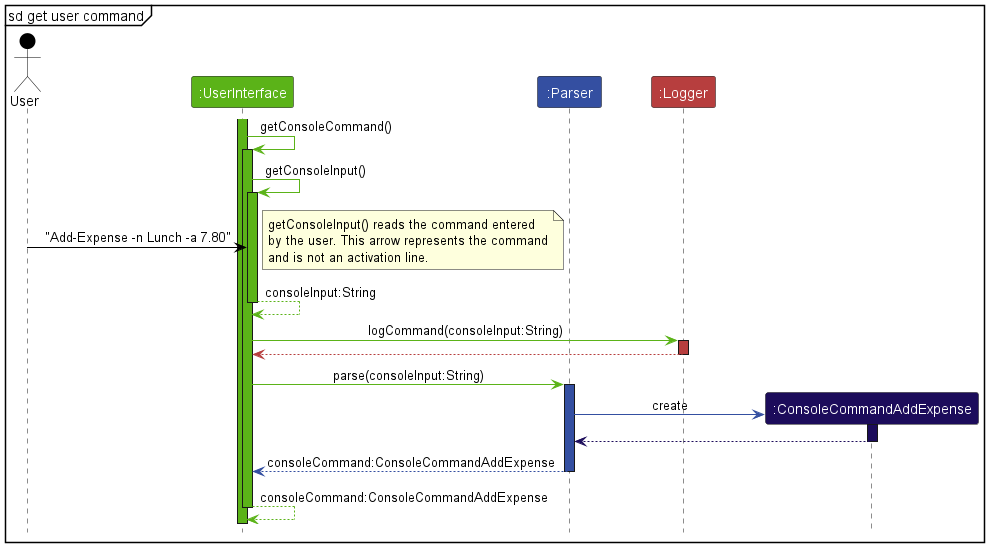 sd get user command
User
:UserInterface
:Parser
:Logger
getConsoleCommand()
getConsoleInput()
getConsoleInput() reads the command entered
by the user. This arrow represents the command
and is not an activation line.
"Add-Expense -n Lunch -a 7.80"
consoleInput:String
logCommand(consoleInput:String)
parse(consoleInput:String)
create
:ConsoleCommandAddExpense
consoleCommand:ConsoleCommandAddExpense
consoleCommand:ConsoleCommandAddExpense